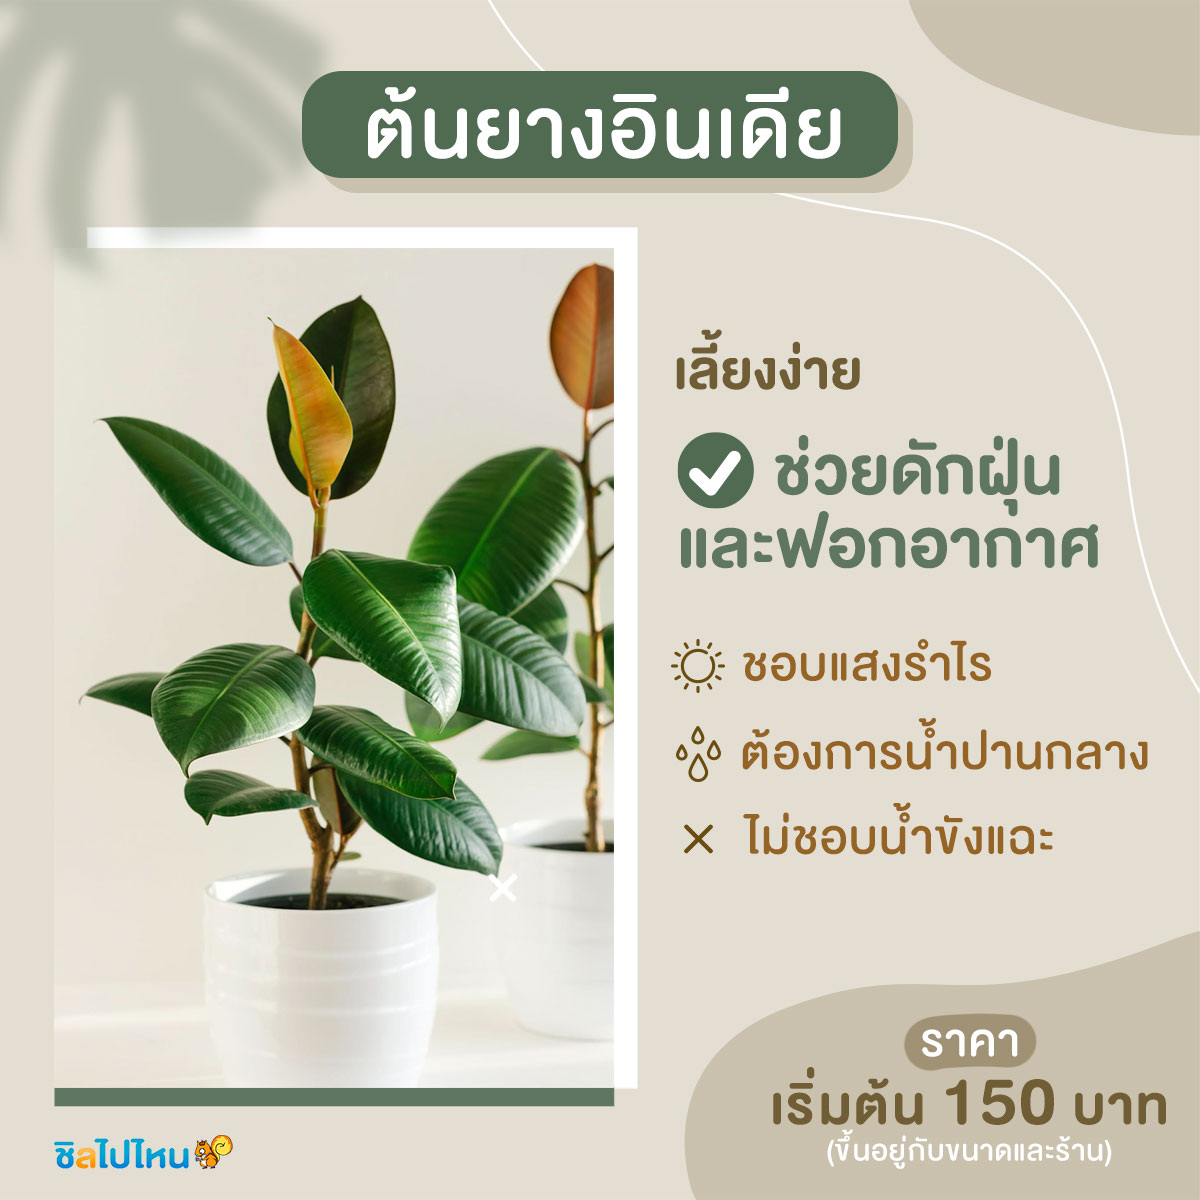 ต้นยางอินเดีย
เลี้ยงง่าย
ช่วยดักฝุ่น
และฟอกอากาศ
ชอบแสงรำไร
ต้องการน้ำปานกลาง
ไม่ชอบน้ำขังแฉะ
ราคา
เริ่มต้น 150 บาท
(ขึ้นอยู่กับขนาดและร้าน)
ชิลไปไหน